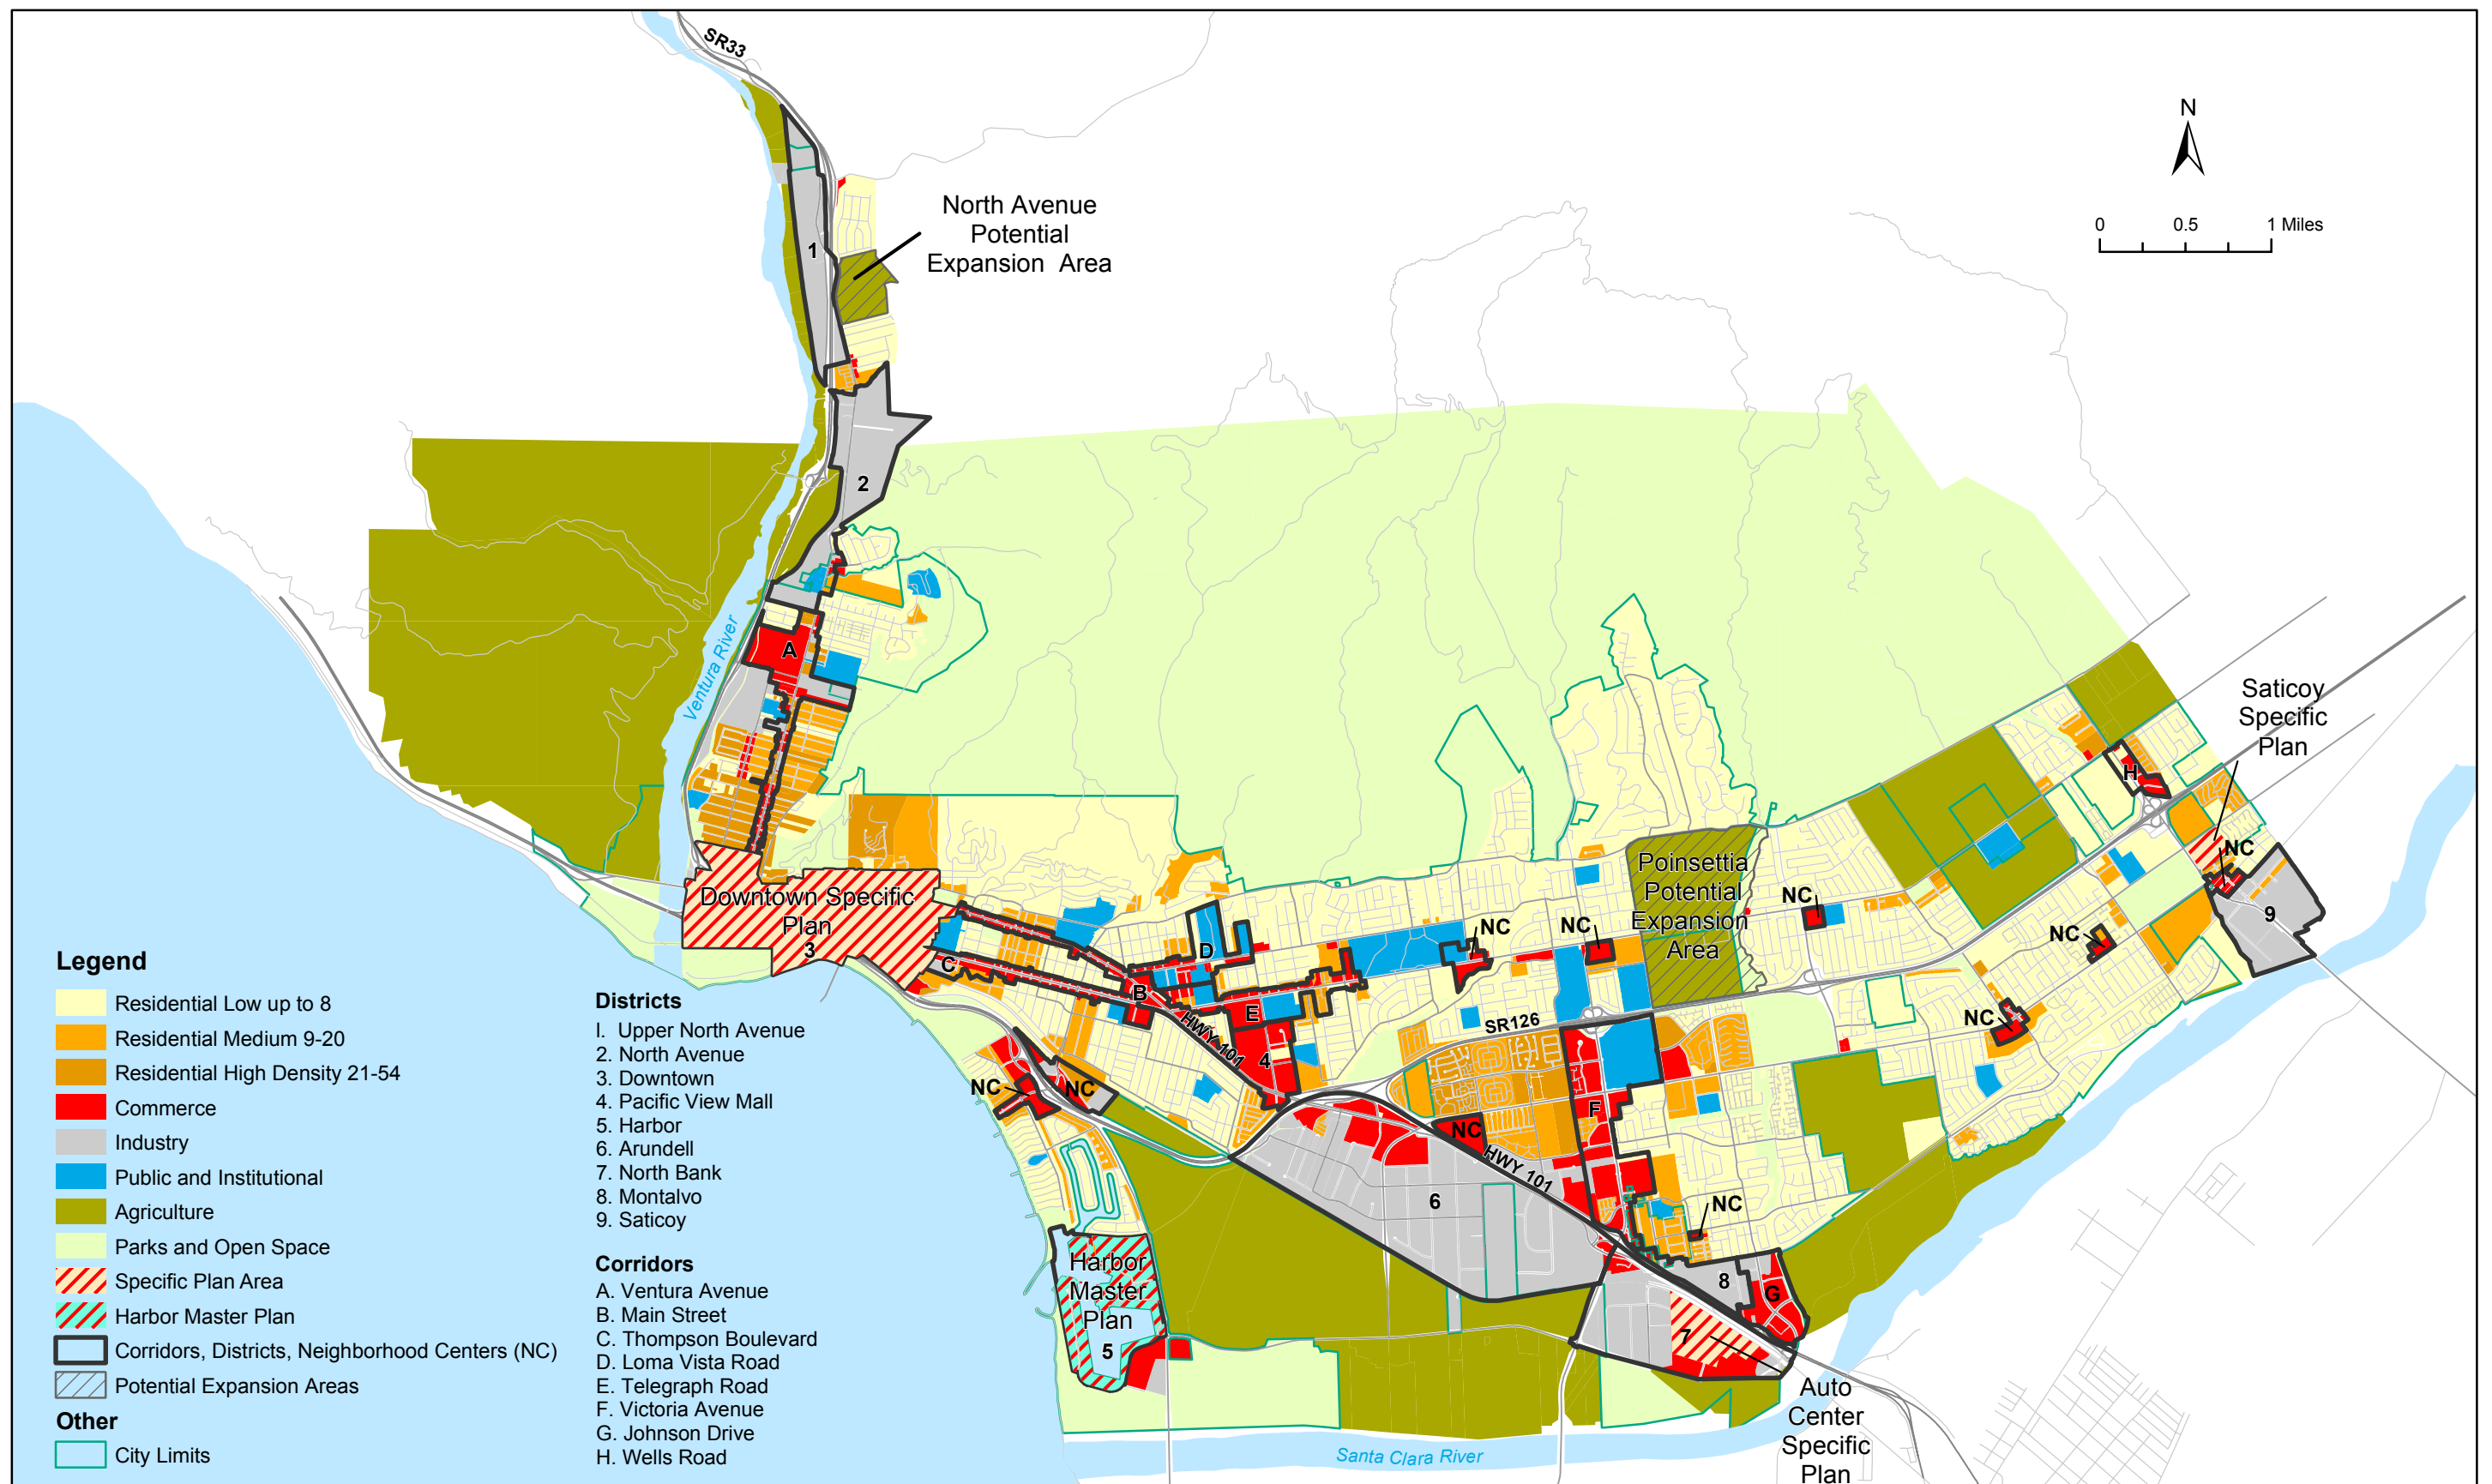 SR33
N
0 0.5 1 Miles
North Avenue
Potential
Expansion Area
1
2
Ventura River
A
Saticoy
Specific
Plan
H
NC
9
Poinsettia
Potential
Expansion
Area
NC
NC
NC
NC
NC
Downtown Specific
Plan
3
C
B
D
E
HWY 101
4
SR126
F
NC
NC
NC
HWY 101
6
NC
8
G
7
Harbor
Master
Plan
5
Auto
Center
Specific
Plan
Santa Clara River
Legend
Residential Low up to 8
Residential Medium 9-20
Residential High Density 21-54
Commerce
Industry
Public and Institutional
Agriculture
Parks and Open Space
Specific Plan Area
Harbor Master Plan
Corridors, Districts, Neighborhood Centers (NC)
Potential Expansion Areas
Other
City Limits
Districts
I. Upper North Avenue
2. North Avenue
3. Downtown
4. Pacific View Mall
5. Harbor
6. Arundell
7. North Bank
8. Montalvo
9. Saticoy
Corridors
A. Ventura Avenue
B. Main Street
C. Thompson Boulevard
D. Loma Vista Road
E. Telegraph Road
F. Victoria Avenue
G. Johnson Drive
H. Wells Road